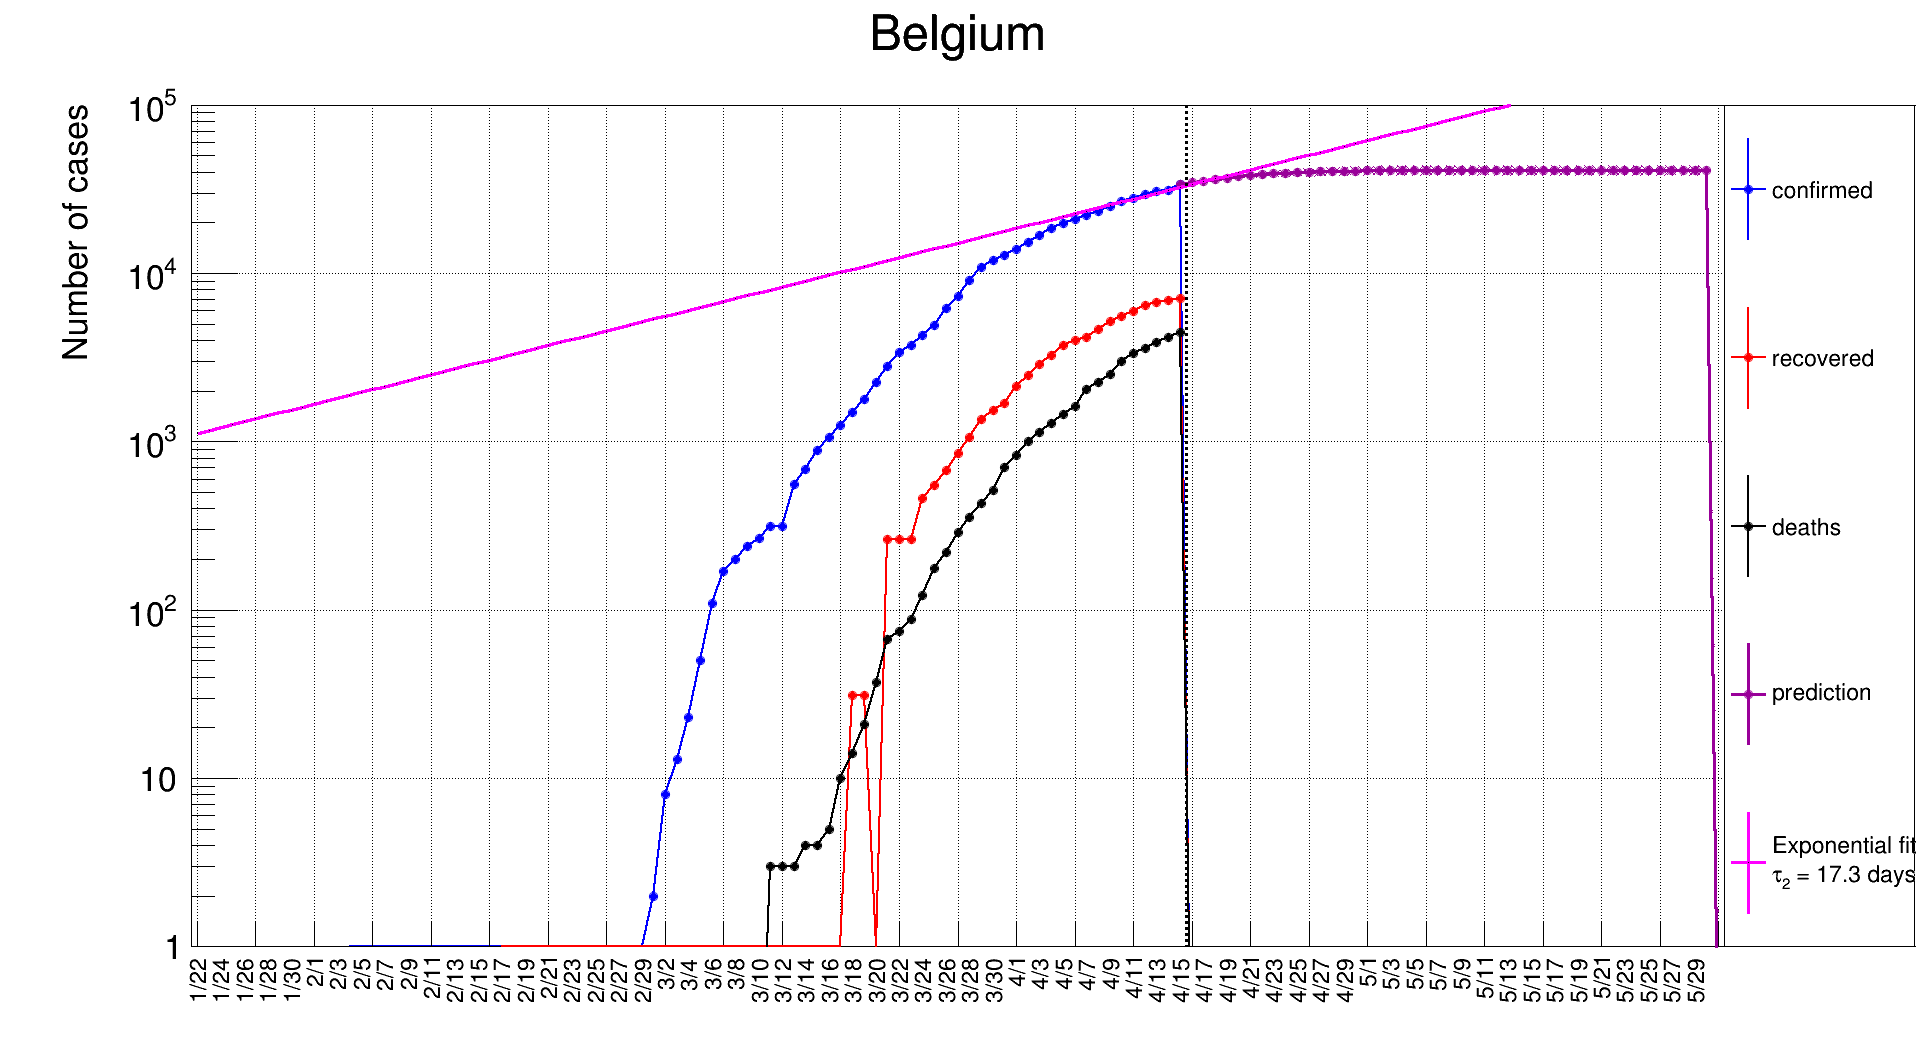 Belgium
Number of cases
10^5
10^4
10^3
10^2
10
1
1/22 1/24 1/26 1/28 1/30 2/1 2/3 2/5 2/7 2/9 2/11 2/13 2/15 2/17 2/19 2/21 2/23 2/25 2/27 2/29 3/2 3/4 3/6 3/8 3/10 3/12 3/14 3/16 3/18 3/20 3/22 3/24 3/26 3/28 3/30 4/1 4/3 4/5 4/7 4/9 4/11 4/13 4/15 4/17 4/19 4/21 4/23 4/25 4/27 4/29 5/1 5/3 5/5 5/7 5/9 5/11 5/13 5/15 5/17 5/19 5/21 5/23 5/25 5/27 5/29
confirmed
recovered
deaths
prediction
Exponential fit
τ₂ = 17.3 days